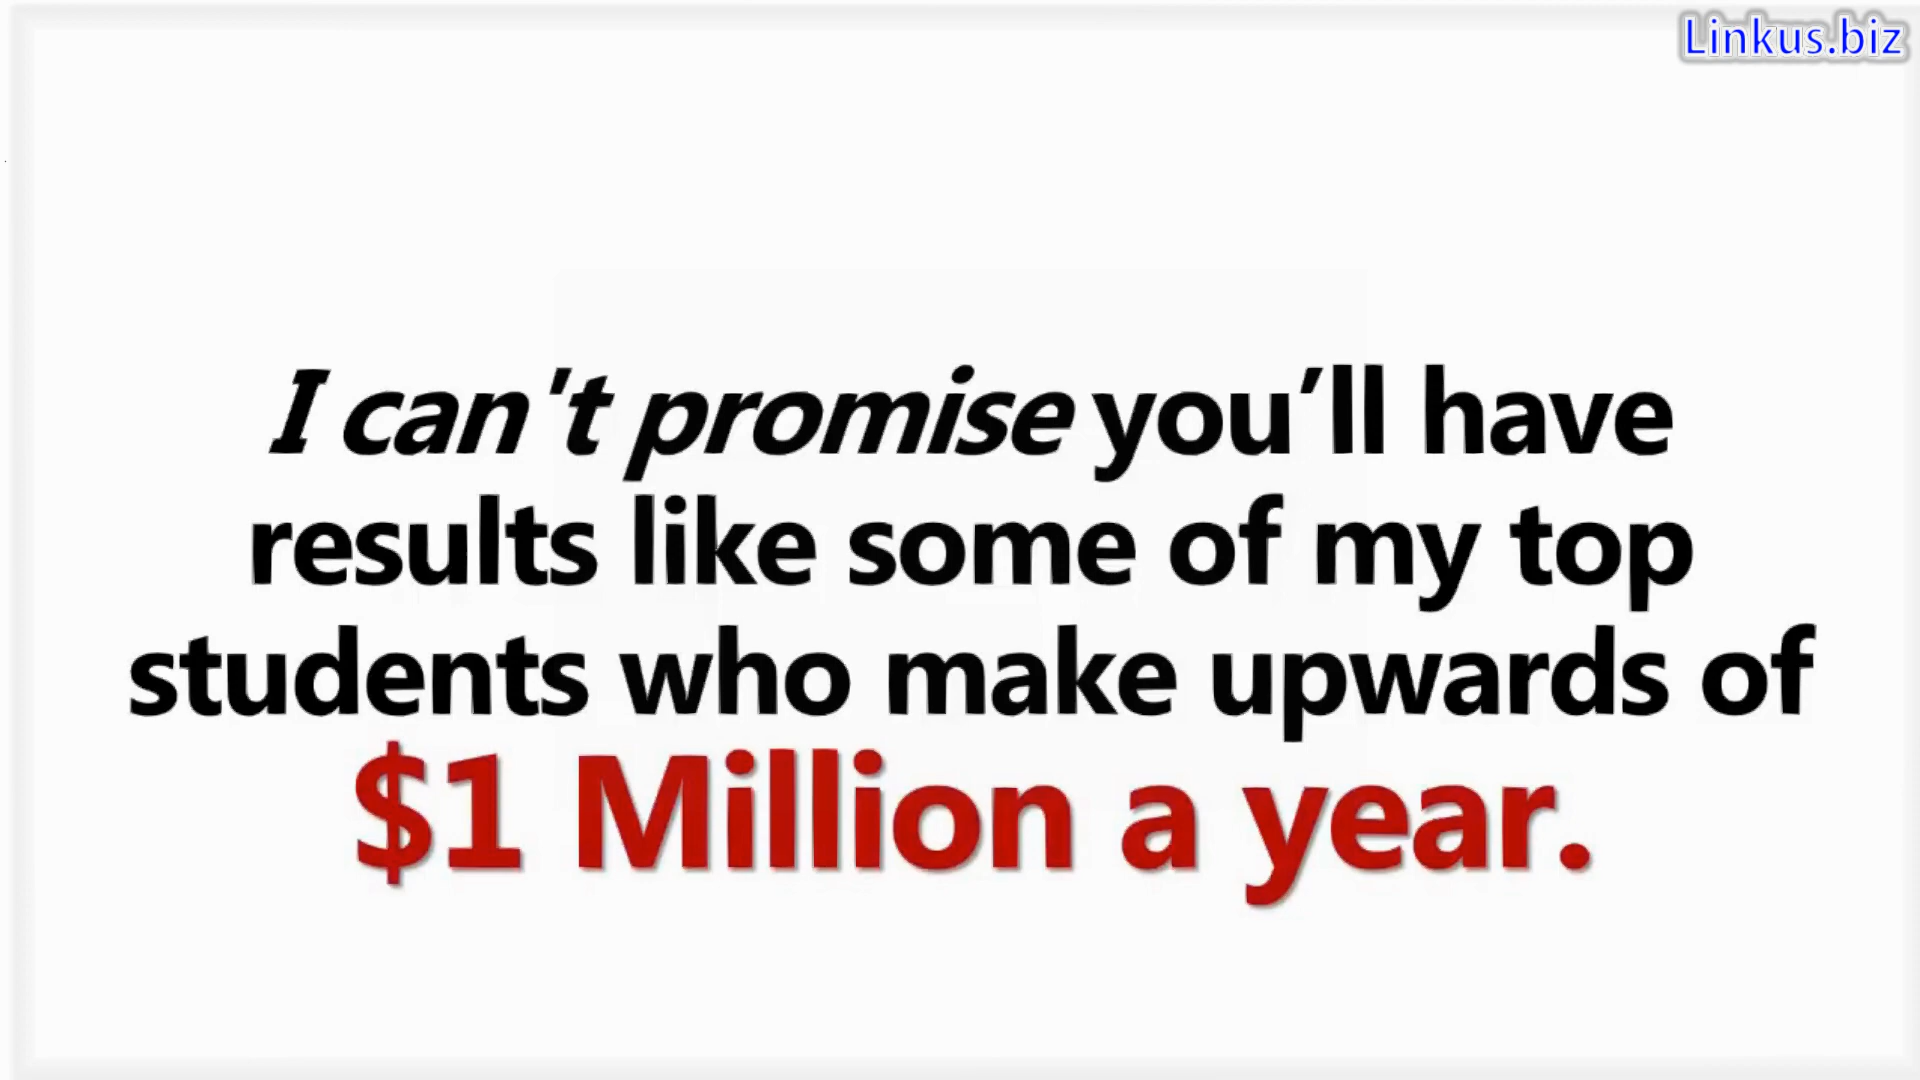 Linkus.biz
I can't promise you’ll have
results like some of my top
students who make upwards of
$1 Million a year.